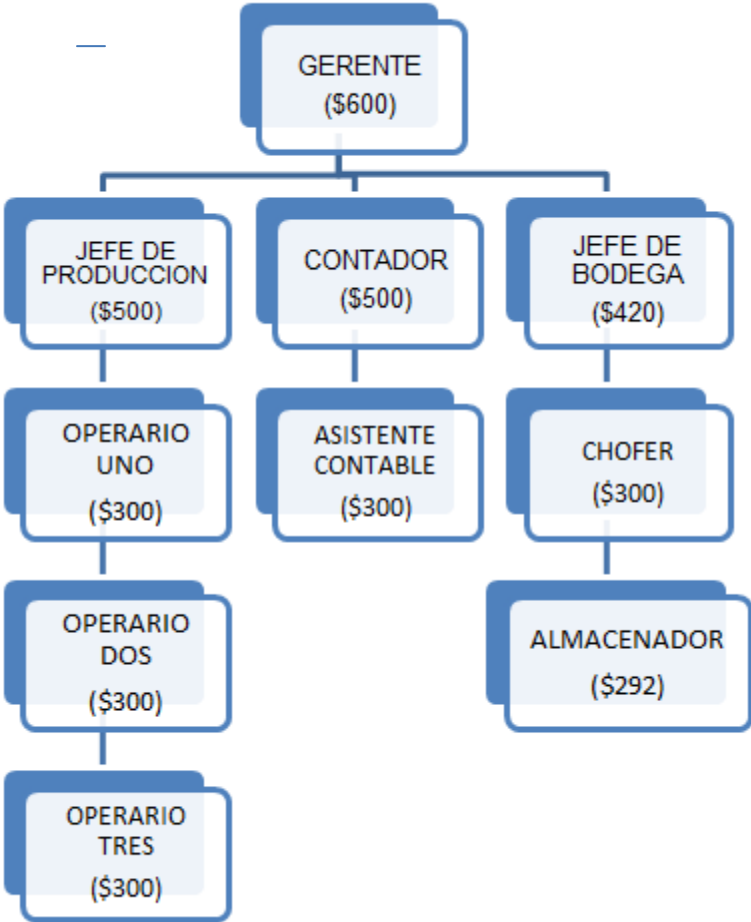 GERENTE
($600)
JEFE DE
PRODUCCION
($500)
CONTADOR
($500)
JEFE DE
BODEGA
($420)
OPERARIO
UNO
($300)
ASISTENTE
CONTABLE
($300)
CHOFER
($300)
OPERARIO
DOS
($300)
ALMACENADOR
($292)
OPERARIO
TRES
($300)